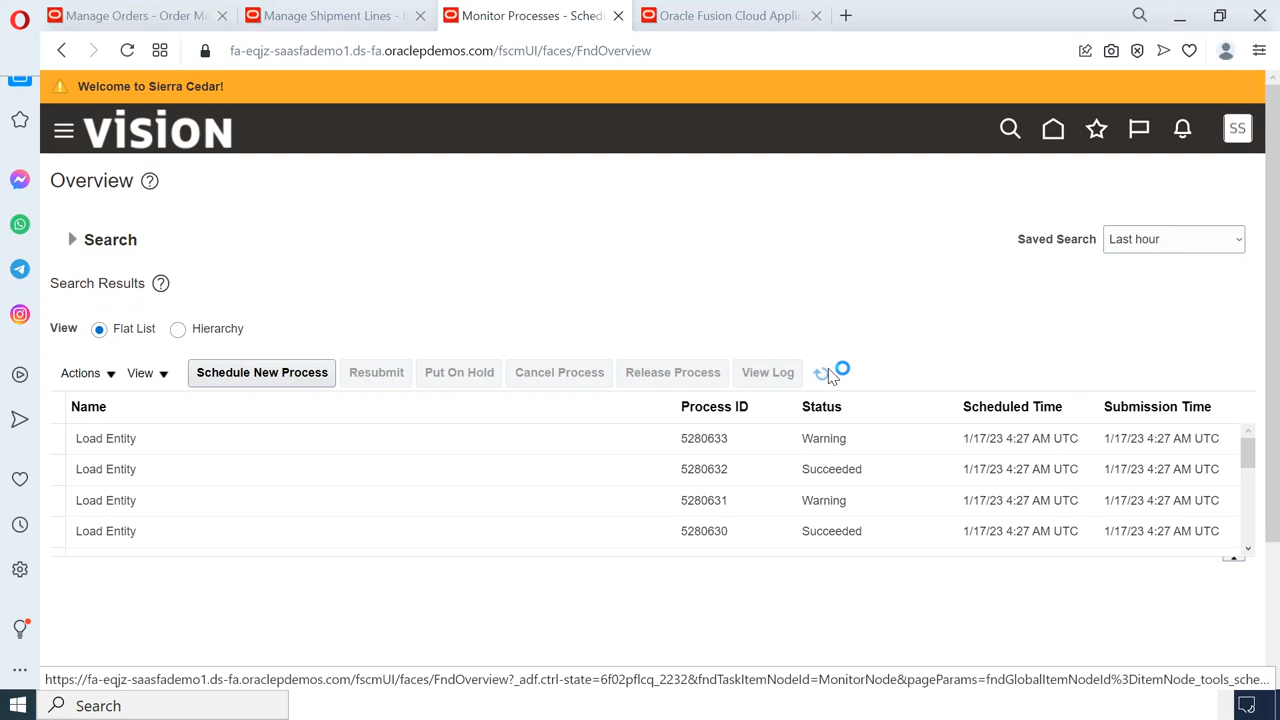 Manage Orders - Order Ma
Manage Shipment Lines - I
Monitor Processes - Sched
Oracle Fusion Cloud Applic
fa-eqjz-saasfademo1.ds-fa.oraclepdemos.com/fscmUI/faces/FndOverview
Welcome to Sierra Cedar!
VISION
SS
Overview
Search
Saved Search Last hour
Search Results
View Flat List Hierarchy
Actions View Schedule New Process Resubmit Put On Hold Cancel Process Release Process View Log
Name Process ID Status Scheduled Time Submission Time
Load Entity 5280633 Warning 1/17/23 4:27 AM UTC 1/17/23 4:27 AM UTC
Load Entity 5280632 Succeeded 1/17/23 4:27 AM UTC 1/17/23 4:27 AM UTC
Load Entity 5280631 Warning 1/17/23 4:27 AM UTC 1/17/23 4:27 AM UTC
Load Entity 5280630 Succeeded 1/17/23 4:27 AM UTC 1/17/23 4:27 AM UTC
https://fa-eqjz-saasfademo1.ds-fa.oraclepdemos.com/fscmUI/faces/FndOverview?_adf.ctrl-state=6f02pflcq_2232&fndTaskItemNodeId=MonitorNode&pageParams=fndGlobalItemNodeId%3DitemNode_tools_sche...
Search